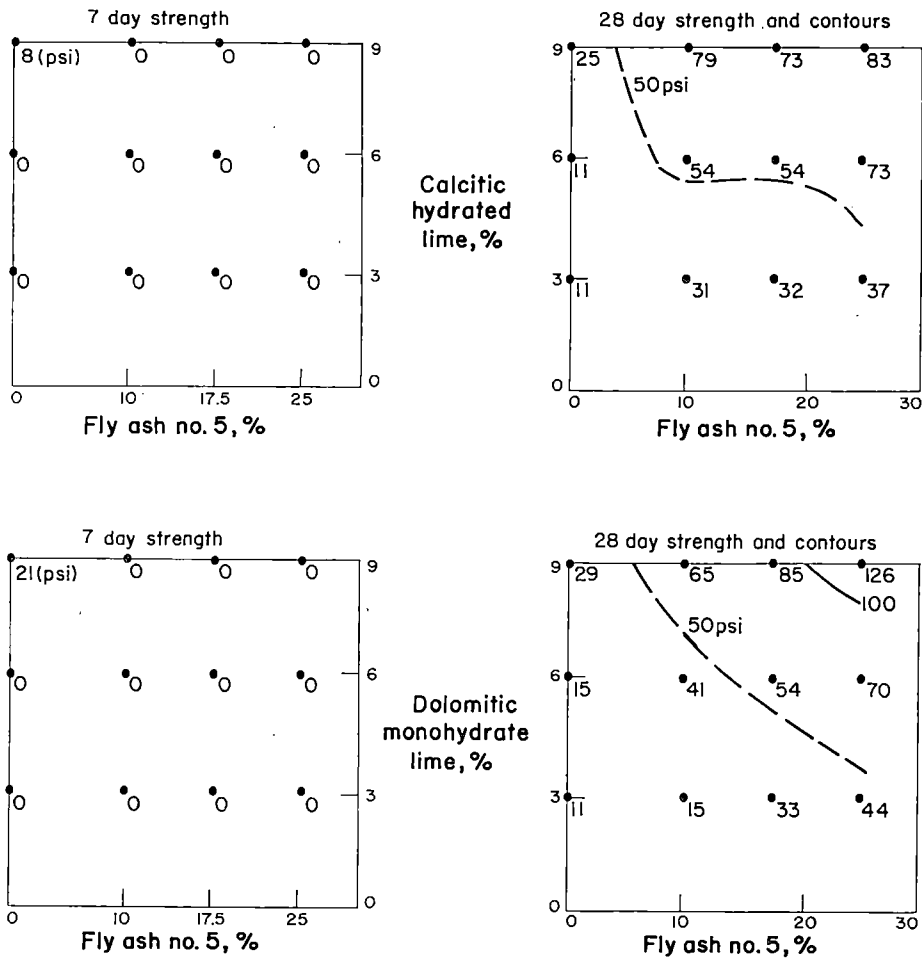 7 day strength
8 (psi) 0 0 0
0 0 0 0
0 0 0 0
9
6
3
0
0 10 17.5 25
Fly ash no. 5, %
Calcitic
hydrated
lime, %
28 day strength and contours
9
6
3
0
25 79 73 83
50 psi
11 54 54 73
11 31 32 37
0 10 20 30
Fly ash no. 5, %
7 day strength
21 (psi) 0 0 0
0 0 0 0
0 0 0 0
9
6
3
0
0 10 17.5 25
Fly ash no. 5, %
Dolomitic
monohydrate
lime, %
28 day strength and contours
9
6
3
0
29 65 85 126
100
50 psi
15 41 54 70
11 15 33 44
0 10 20 30
Fly ash no. 5, %